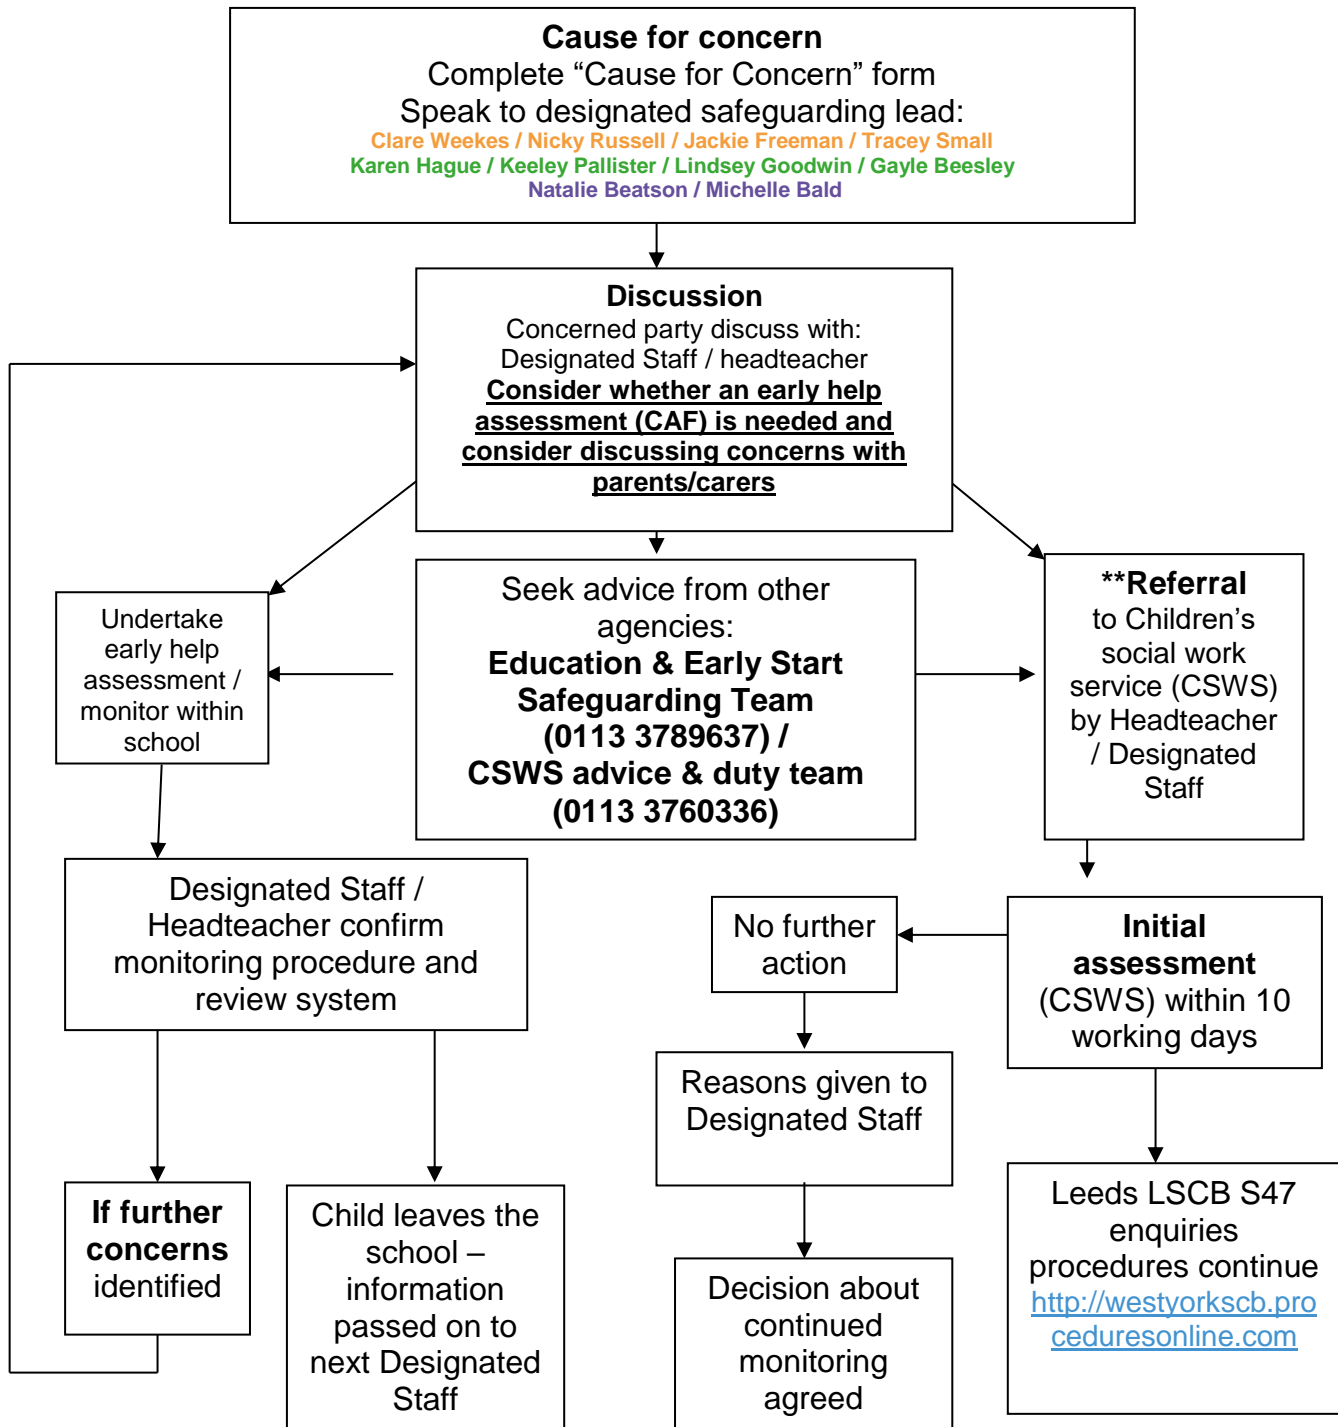 Cause for concern
Complete “Cause for Concern” form
Speak to designated safeguarding lead:
Clare Weekes / Nicky Russell / Jackie Freeman / Tracey Small
Karen Hague / Keeley Pallister / Lindsey Goodwin / Gayle Beesley
Natalie Beatson / Michelle Bald
Discussion
Concerned party discuss with:
Designated Staff / headteacher
Consider whether an early help
assessment (CAF) is needed and
consider discussing concerns with
parents/carers
Undertake
early help
assessment /
monitor within
school
Seek advice from other
agencies:
Education & Early Start
Safeguarding Team
(0113 3789637) /
CSWS advice & duty team
(0113 3760336)
**Referral
to Children’s
social work
service (CSWS)
by Headteacher
/ Designated
Staff
Designated Staff /
Headteacher confirm
monitoring procedure and
review system
No further
action
Initial
assessment
(CSWS) within 10
working days
Reasons given to
Designated Staff
If further
concerns
identified
Child leaves the
school –
information
passed on to
next Designated
Staff
Decision about
continued
monitoring
agreed
Leeds LSCB S47
enquiries
procedures continue
http://westyorkscb.pro
ceduresonline.com